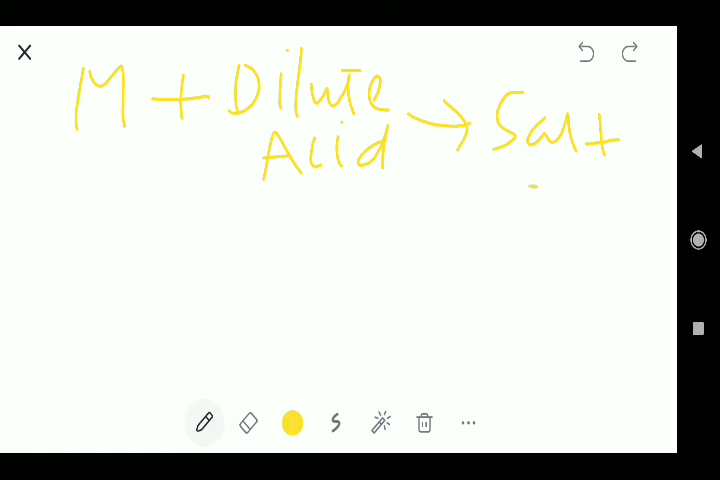 M + Dilute → Salt
Acid